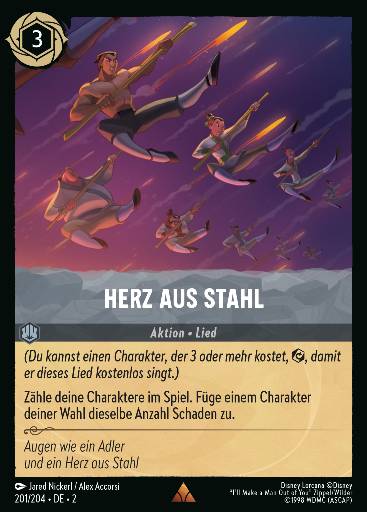 3
HERZ AUS STAHL
Aktion • Lied
(Du kannst einen Charakter, der 3 oder mehr kostet, , damit
er dieses Lied kostenlos singt.)
Zähle deine Charaktere im Spiel. Füge einem Charakter
deiner Wahl dieselbe Anzahl Schaden zu.
Augen wie ein Adler
und ein Herz aus Stahl
Jared Nickerl / Alex Accorsi
201/204 • DE • 2
Disney Lorcana ©Disney
"I'll Make a Man Out of You" Zippel/Wilder
©1998 WDMC (ASCAP)